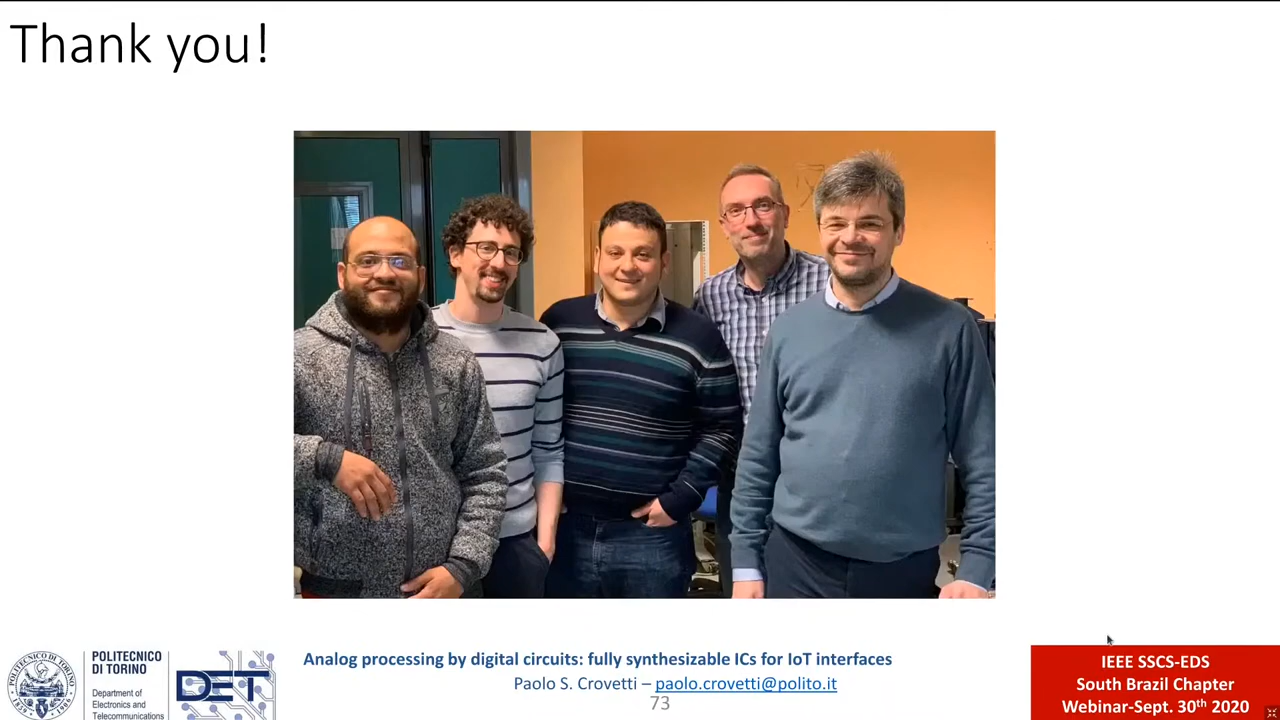 Thank you!
POLITECNICO
DI TORINO
Department of
Electronics and
Telecommunications
DET
Analog processing by digital circuits: fully synthesizable ICs for IoT interfaces
Paolo S. Crovetti – paolo.crovetti@polito.it
73
IEEE SSCS-EDS
South Brazil Chapter
Webinar-Sept. 30th 2020